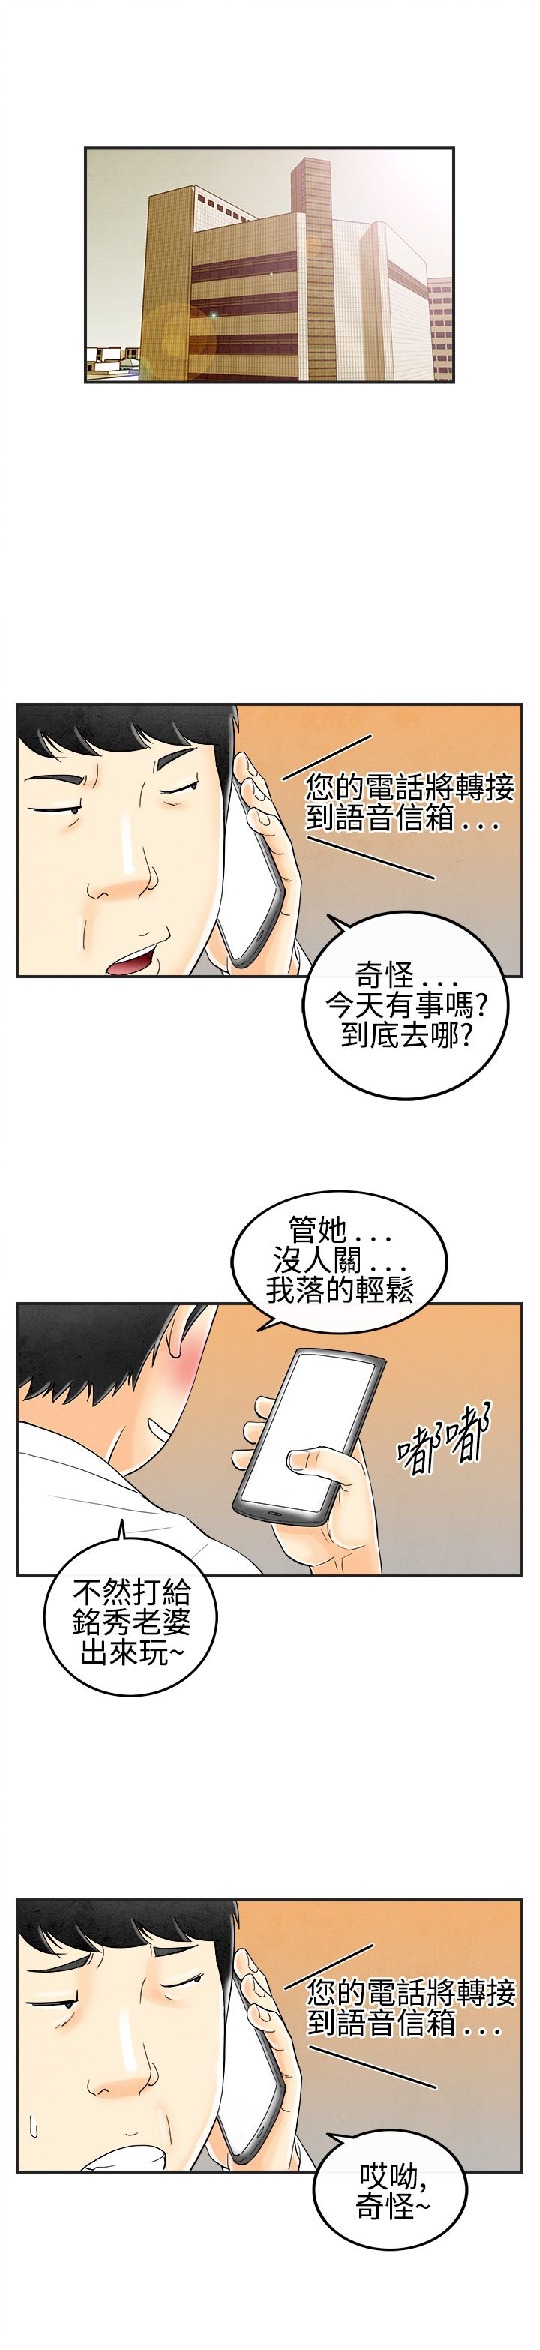 您的電話將轉接
到語音信箱...
奇怪...
今天有事嗎?
到底去哪?
管她...
沒人關...
我落的輕鬆
嘟嘟
不然打給
銘秀老婆
出來玩~
您的電話將轉接
到語音信箱...
哎呦,
奇怪~